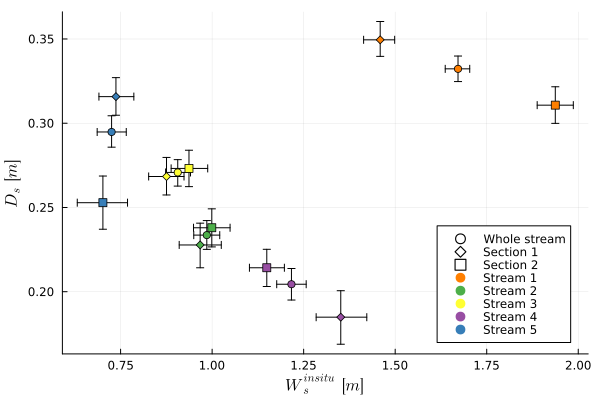 0.35
0.30
0.25
0.20
D_s [m]
Whole stream
Section 1
Section 2
Stream 1
Stream 2
Stream 3
Stream 4
Stream 5
0.75 1.00 1.25 1.50 1.75 2.00
W_s^{insitu} [m]